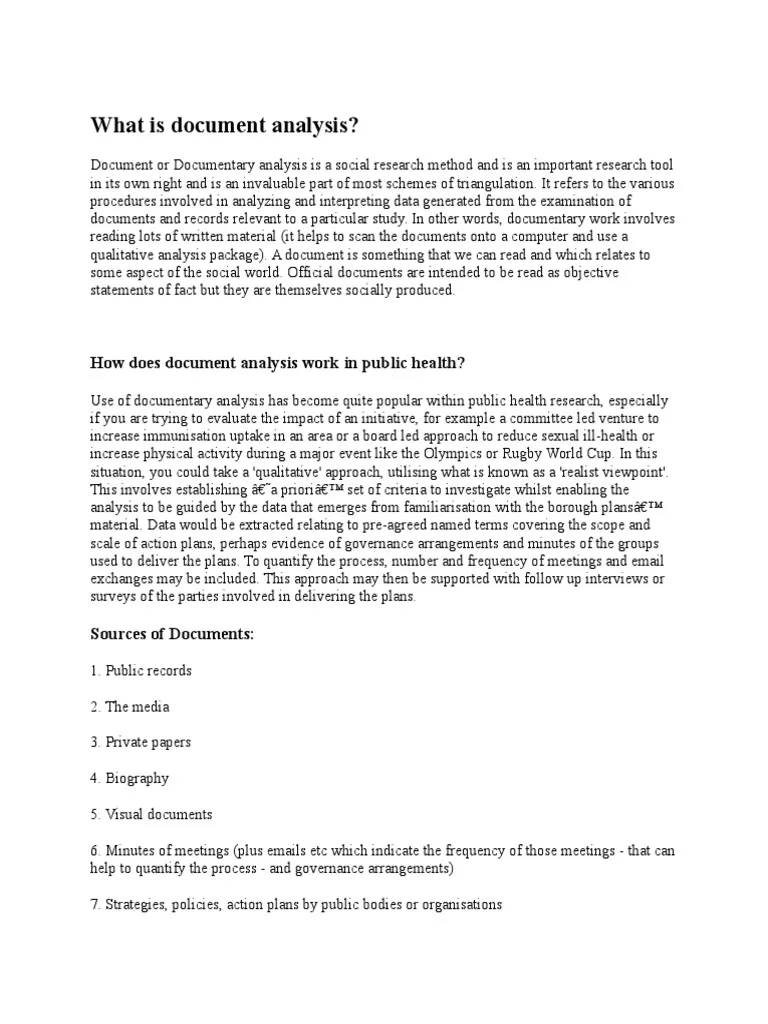 What is document analysis?
Document or Documentary analysis is a social research method and is an important research tool
in its own right and is an invaluable part of most schemes of triangulation. It refers to the various
procedures involved in analyzing and interpreting data generated from the examination of
documents and records relevant to a particular study. In other words, documentary work involves
reading lots of written material (it helps to scan the documents onto a computer and use a
qualitative analysis package). A document is something that we can read and which relates to
some aspect of the social world. Official documents are intended to be read as objective
statements of fact but they are themselves socially produced.
How does document analysis work in public health?
Use of documentary analysis has become quite popular within public health research, especially
if you are trying to evaluate the impact of an initiative, for example a committee led venture to
increase immunisation uptake in an area or a board led approach to reduce sexual ill-health or
increase physical activity during a major event like the Olympics or Rugby World Cup. In this
situation, you could take a 'qualitative' approach, utilising what is known as a 'realist viewpoint'.
This involves establishing â€˜a prioriâ€™ set of criteria to investigate whilst enabling the
analysis to be guided by the data that emerges from familiarisation with the borough plansâ€™
material. Data would be extracted relating to pre-agreed named terms covering the scope and
scale of action plans, perhaps evidence of governance arrangements and minutes of the groups
used to deliver the plans. To quantify the process, number and frequency of meetings and email
exchanges may be included. This approach may then be supported with follow up interviews or
surveys of the parties involved in delivering the plans.
Sources of Documents:
1. Public records
2. The media
3. Private papers
4. Biography
5. Visual documents
6. Minutes of meetings (plus emails etc which indicate the frequency of those meetings - that can
help to quantify the process - and governance arrangements)
7. Strategies, policies, action plans by public bodies or organisations